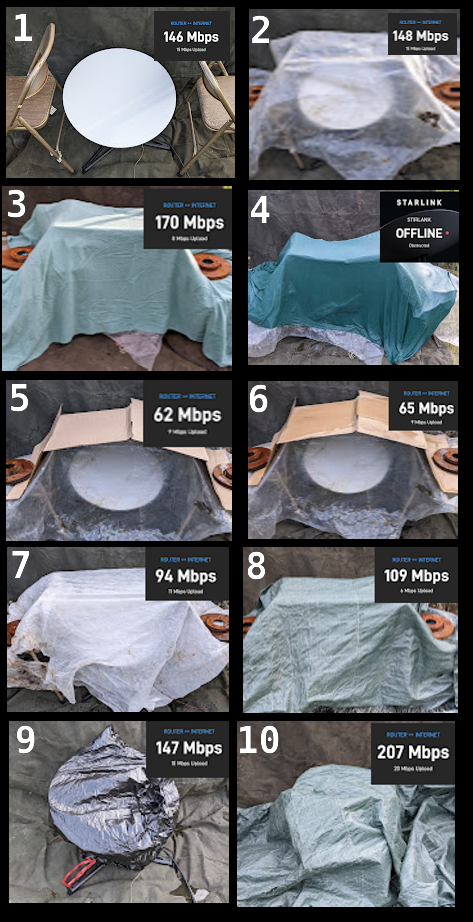 1
ROUTER ↔ INTERNET
146 Mbps
15 Mbps Upload
2
ROUTER ↔ INTERNET
148 Mbps
15 Mbps Upload
3
ROUTER ↔ INTERNET
170 Mbps
8 Mbps Upload
4
STARLINK
STARLINK
OFFLINE
Obstructed
5
ROUTER ↔ INTERNET
62 Mbps
9 Mbps Upload
6
ROUTER ↔ INTERNET
65 Mbps
9 Mbps Upload
7
ROUTER ↔ INTERNET
94 Mbps
11 Mbps Upload
8
ROUTER ↔ INTERNET
109 Mbps
6 Mbps Upload
9
ROUTER ↔ INTERNET
147 Mbps
18 Mbps Upload
10
ROUTER ↔ INTERNET
207 Mbps
20 Mbps Upload